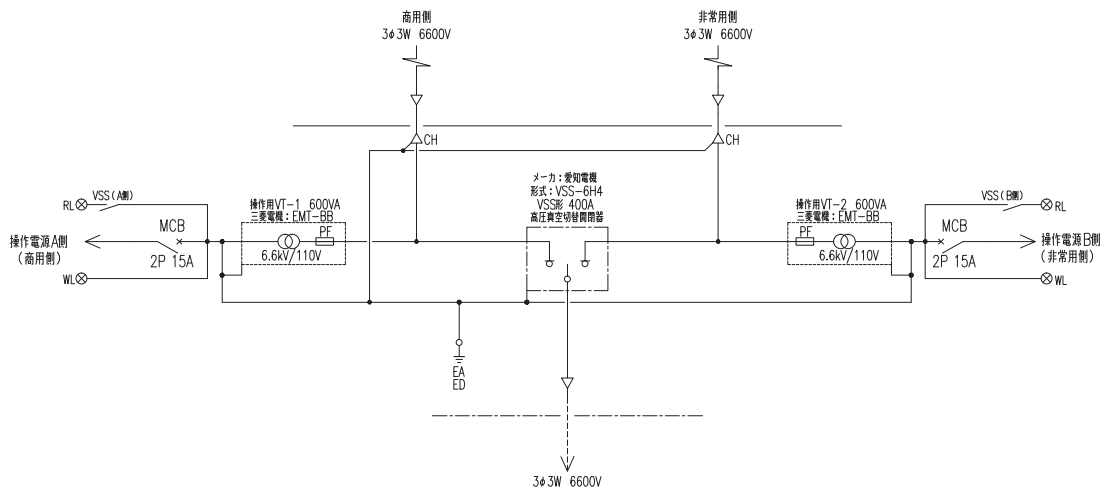 商用側
3φ3W 6600V
非常用側
3φ3W 6600V
CH
CH
メーカ:愛知電機
形式:VSS-6H4
VSS形 400A
高圧真空切替開閉器
RL
VSS(A側)
MCB
操作電源A側
(商用側)
2P 15A
WL
操作用VT-1 600VA
三菱電機:EMT-BB
PF
6.6kV/110V
操作用VT-2 600VA
三菱電機:EMT-BB
PF
6.6kV/110V
VSS(B側)
RL
MCB
操作電源B側
(非常用側)
2P 15A
WL
EA
ED
3φ3W 6600V